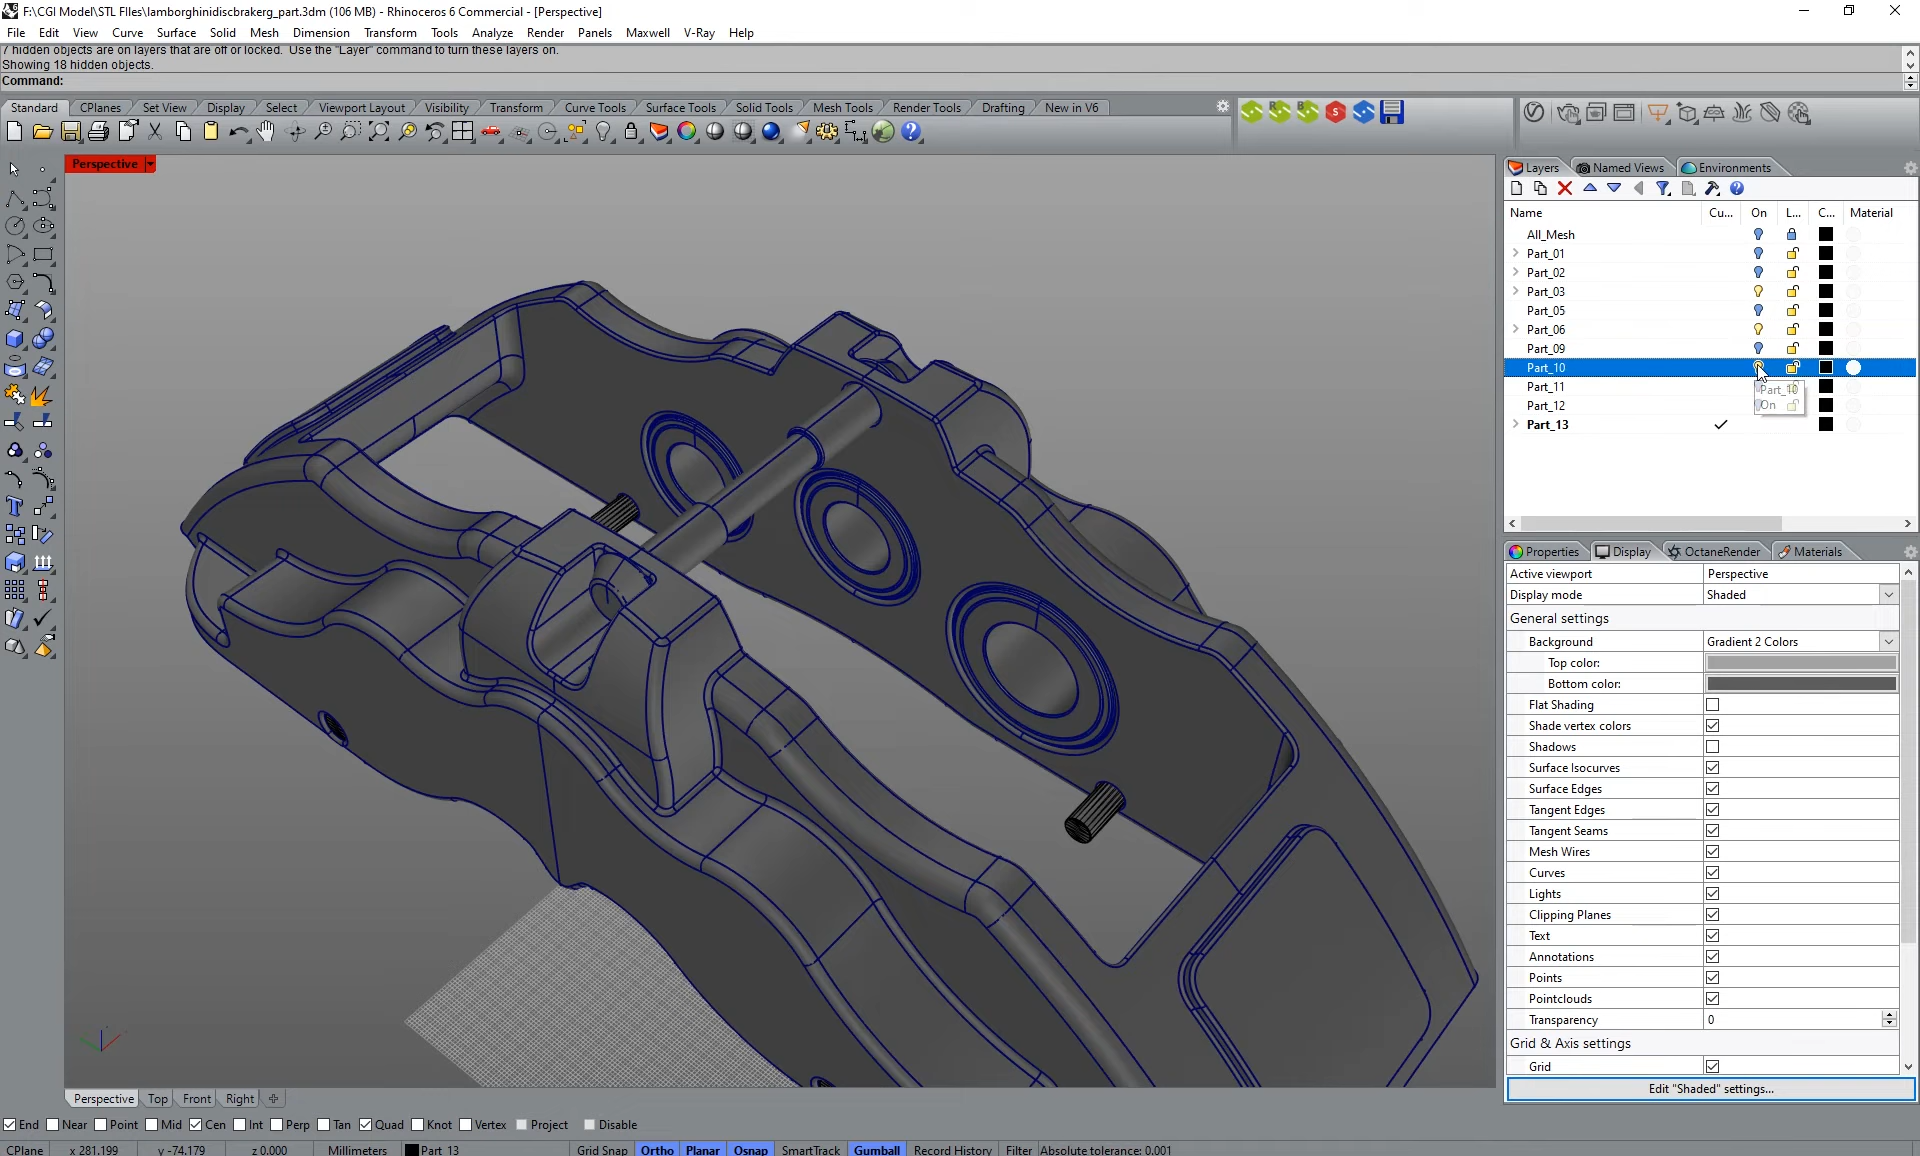 F:\CGI Model\STL FIles\lamborghinidiscbrakerg_part.3dm (106 MB) - Rhinoceros 6 Commercial - [Perspective]
File Edit View Curve Surface Solid Mesh Dimension Transform Tools Analyze Render Panels Maxwell V-Ray Help
7 hidden objects are on layers that are off or locked. Use the "Layer" command to turn these layers on.
Showing 18 hidden objects.
Command:
Standard CPlanes Set View Display Select Viewport Layout Visibility Transform Curve Tools Surface Tools Solid Tools Mesh Tools Render Tools Drafting New in V6
Perspective
Layers Named Views Environments
Name Cu... On L... C... Material
All_Mesh
Part_01
Part_02
Part_03
Part_05
Part_06
Part_09
Part_10
Part_11
Part_12
Part_13
Part_10
On
Properties Display OctaneRender Materials
Active viewport Perspective
Display mode Shaded
General settings
Background Gradient 2 Colors
Top color:
Bottom color:
Flat Shading
Shade vertex colors
Shadows
Surface Isocurves
Surface Edges
Tangent Edges
Tangent Seams
Mesh Wires
Curves
Lights
Clipping Planes
Text
Annotations
Points
Pointclouds
Transparency 0
Grid & Axis settings
Grid
Edit "Shaded" settings...
Perspective Top Front Right
End Near Point Mid Cen Int Perp Tan Quad Knot Vertex Project Disable
CPlane x 281.199 y -74.179 z 0.000 Millimeters Part_13 Grid Snap Ortho Planar Osnap SmartTrack Gumball Record History Filter Absolute tolerance: 0.001